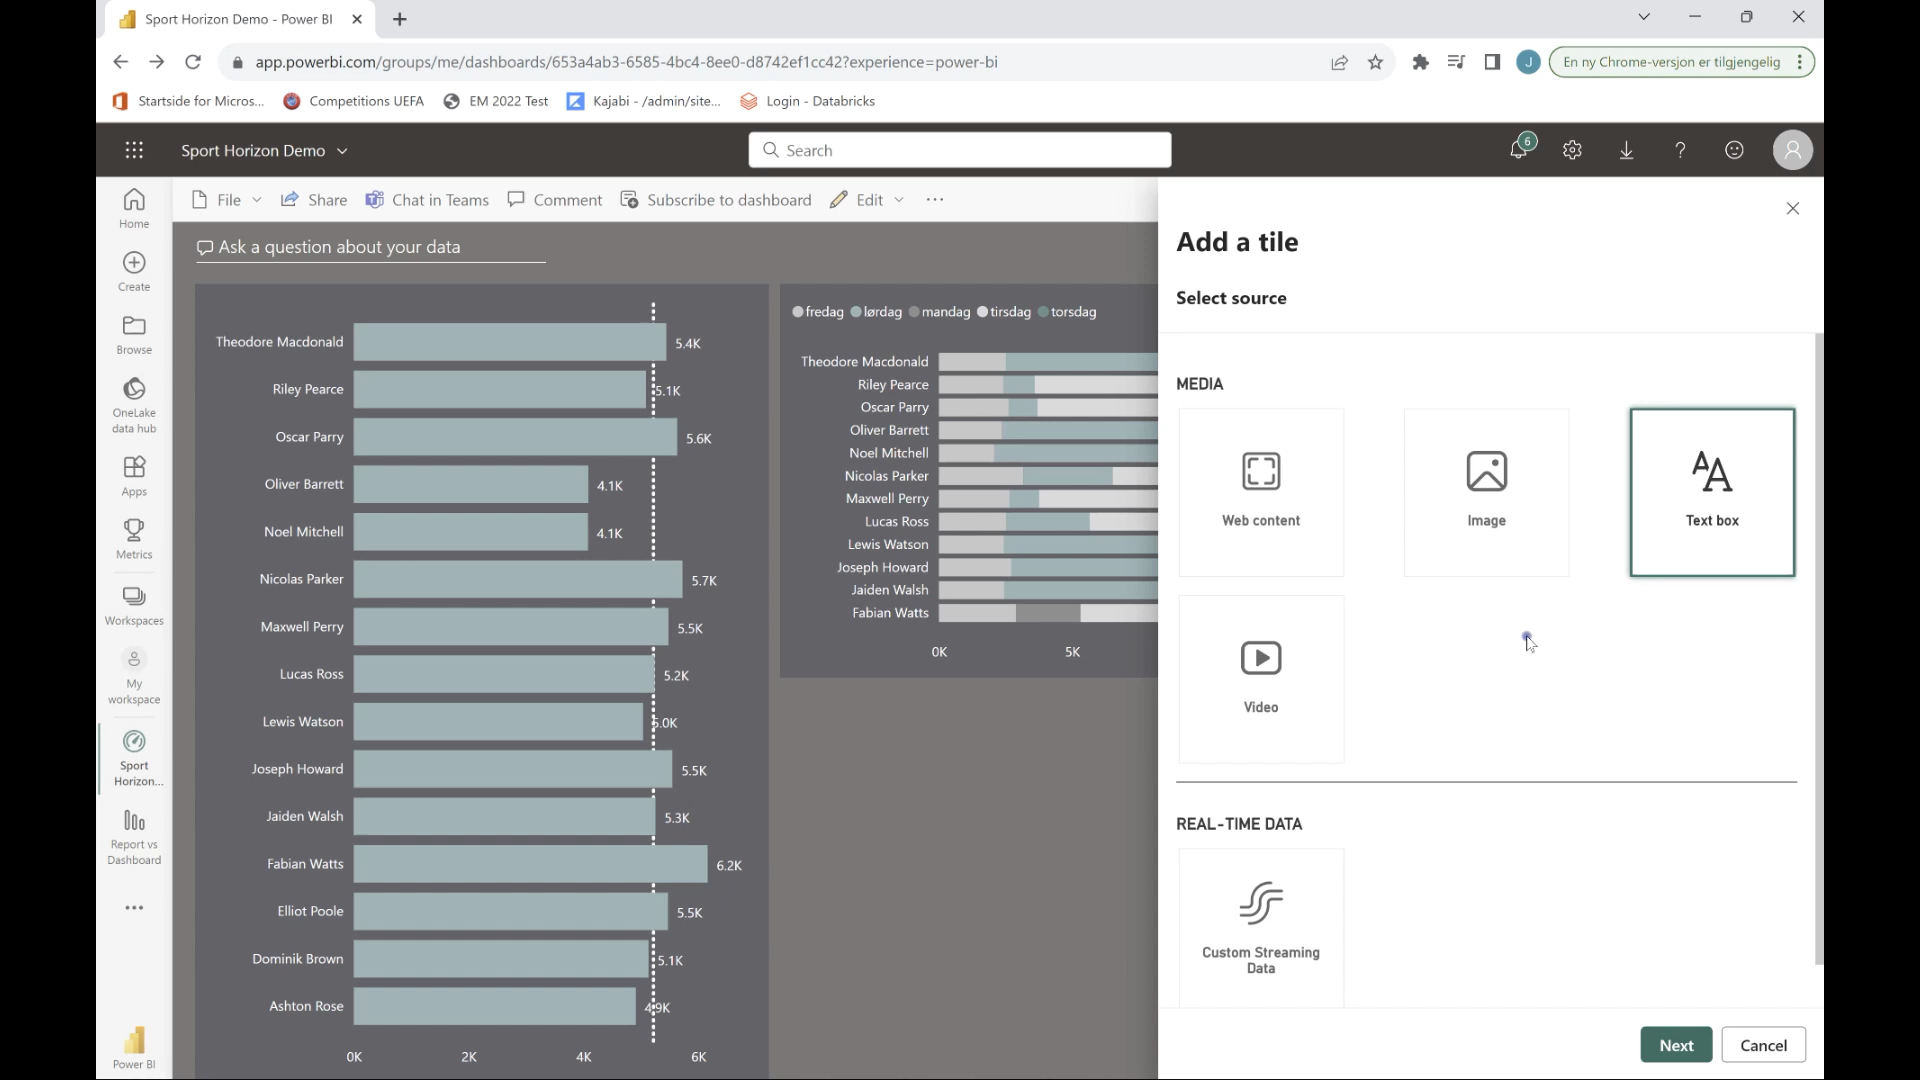 Sport Horizon Demo - Power BI
app.powerbi.com/groups/me/dashboards/653a4ab3-6585-4bc4-8ee0-d8742ef1cc42?experience=power-bi
J
En ny Chrome-versjon er tilgjengelig
Startside for Micros...
Competitions UEFA
EM 2022 Test
Kajabi - /admin/site...
Login - Databricks
Sport Horizon Demo
Search
6
Home
Create
Browse
OneLake
data hub
Apps
Metrics
Workspaces
My
workspace
Sport
Horizon...
Report vs
Dashboard
Power BI
File
Share
Chat in Teams
Comment
Subscribe to dashboard
Edit
Ask a question about your data
Theodore Macdonald 5.4K
Riley Pearce 5.1K
Oscar Parry 5.6K
Oliver Barrett 4.1K
Noel Mitchell 4.1K
Nicolas Parker 5.7K
Maxwell Perry 5.5K
Lucas Ross 5.2K
Lewis Watson 5.0K
Joseph Howard 5.5K
Jaiden Walsh 5.3K
Fabian Watts 6.2K
Elliot Poole 5.5K
Dominik Brown 5.1K
Ashton Rose 4.9K
0K 2K 4K 6K
fredag lørdag mandag tirsdag torsdag
Theodore Macdonald
Riley Pearce
Oscar Parry
Oliver Barrett
Noel Mitchell
Nicolas Parker
Maxwell Perry
Lucas Ross
Lewis Watson
Joseph Howard
Jaiden Walsh
Fabian Watts
0K 5K
Add a tile
Select source
MEDIA
Web content
Image
Text box
Video
REAL-TIME DATA
Custom Streaming
Data
Next
Cancel